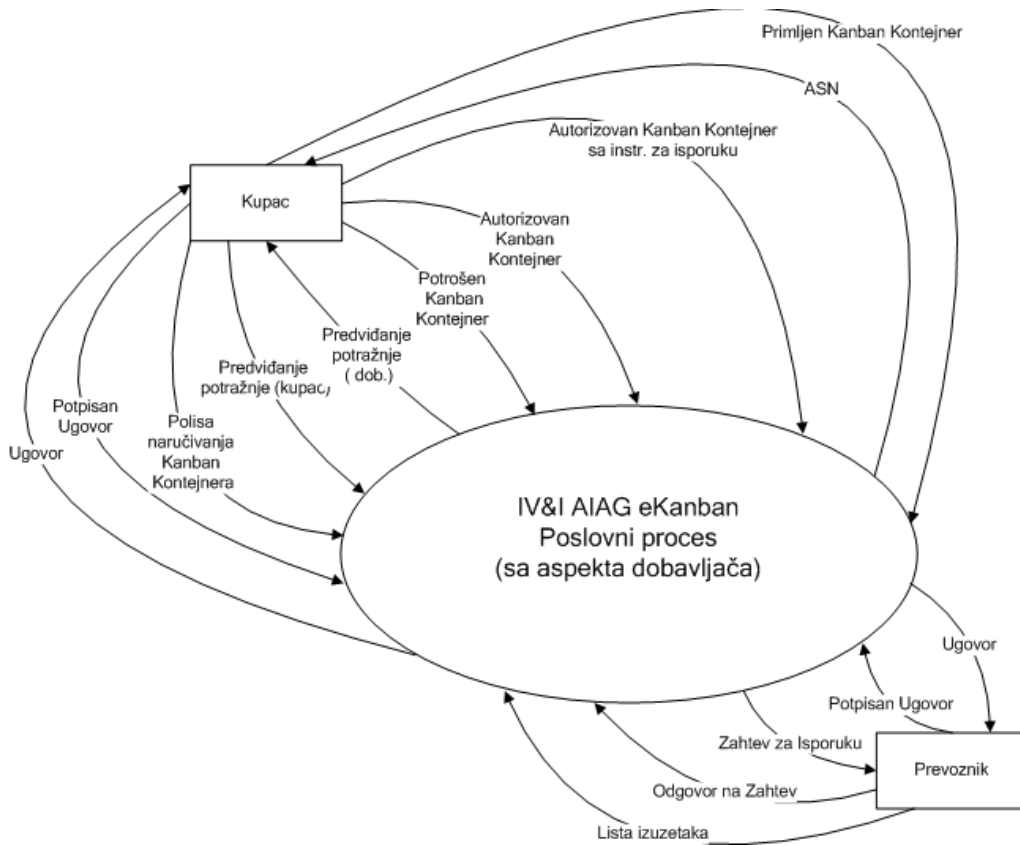 Primljen Kanban Kontejner
ASN
Autorizovan Kanban Kontejner
sa instr. za isporuku
Kupac
Autorizovan
Kanban
Kontejner
Potrošen
Kanban
Kontejner
Predviđanje
potražnje
( dob.)
Predviđanje
potražnje (kupac)
Potpisan
Ugovor
Polisa
naručivanja
Kanban
Kontejnera
Ugovor
IV&I AIAG eKanban
Poslovni proces
(sa aspekta dobavljača)
Ugovor
Potpisan Ugovor
Zahtev za Isporuku
Prevoznik
Odgovor na Zahtev
Lista izuzetaka